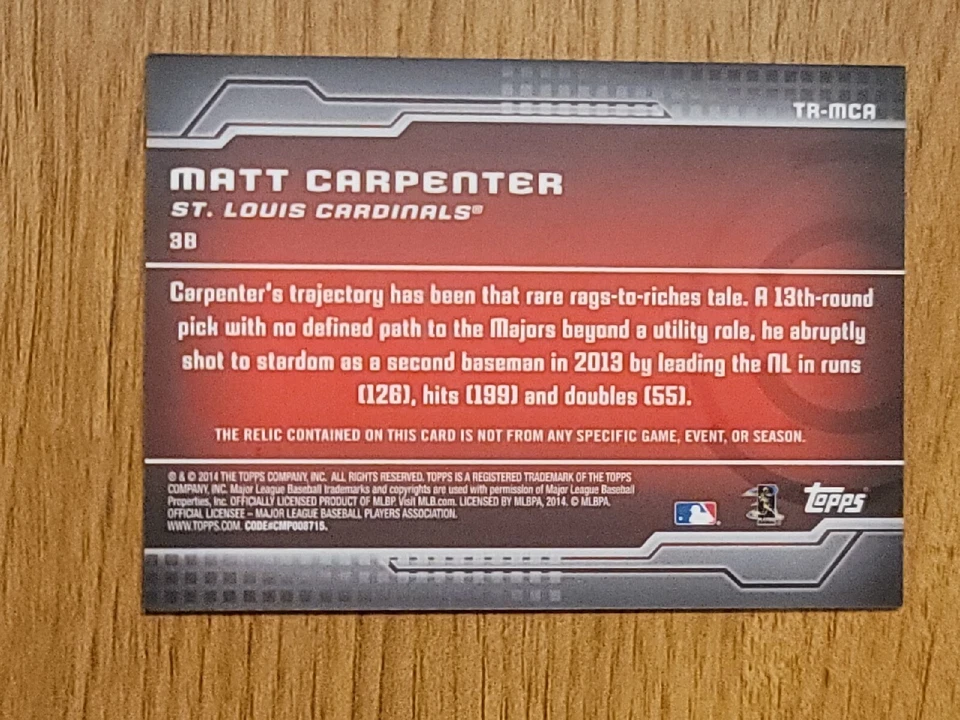 TR-MCA
MATT CARPENTER
ST. LOUIS CARDINALS®
3B
Carpenter's trajectory has been that rare rags-to-riches tale. A 13th-round
pick with no defined path to the Majors beyond a utility role, he abruptly
shot to stardom as a second baseman in 2013 by leading the NL in runs
(126), hits (199) and doubles (55).
THE RELIC CONTAINED ON THIS CARD IS NOT FROM ANY SPECIFIC GAME, EVENT, OR SEASON.
® & © 2014 THE TOPPS COMPANY, INC. ALL RIGHTS RESERVED. TOPPS IS A REGISTERED TRADEMARK OF THE TOPPS
COMPANY, INC. Major League Baseball trademarks and copyrights are used with permission of Major League Baseball
Properties, Inc. OFFICIALLY LICENSED PRODUCT OF MLBP. Visit MLB.com. LICENSED BY MLBPA, 2014. © MLBPA,
OFFICIAL LICENSEE – MAJOR LEAGUE BASEBALL PLAYERS ASSOCIATION.
WWW.TOPPS.COM. CODE#CMP008715.
Topps